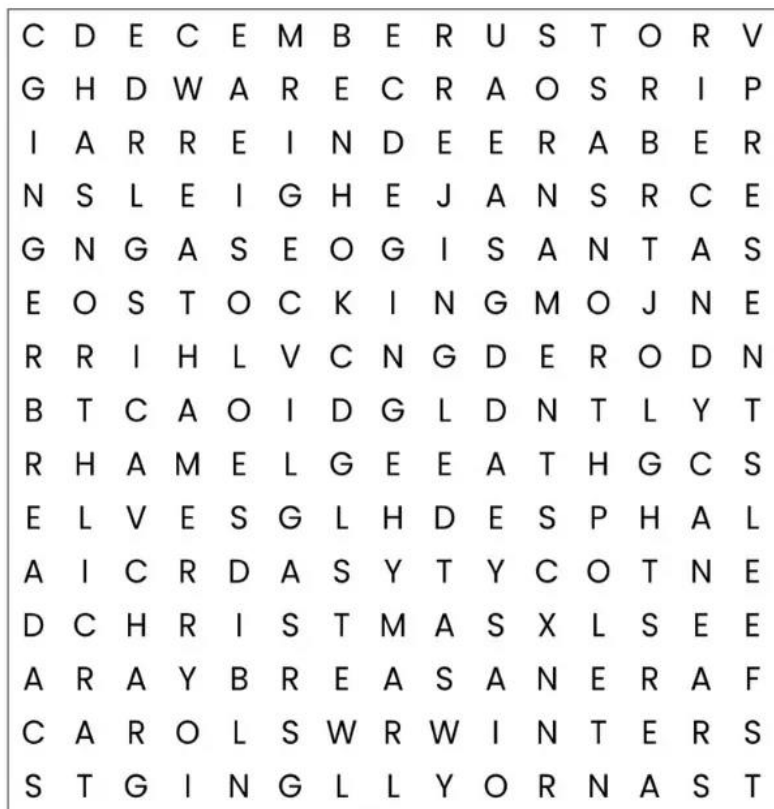 C D E C E M B E R U S T O R V
G H D W A R E C R A O S R I P
I A R R E I N D E E R A B E R
N S L E I G H E J A N S R C E
G N G A S E O G I S A N T A S
E O S T O C K I N G M O J N E
R R I H L V C N G D E R O D N
B T C A O I D G L D N T L Y T
R H A M E L G E E A T H G C S
E L V E S G L H D E S P H A L
A I C R D A S Y T Y C O T N E
D C H R I S T M A S X L S E E
A R A Y B R E A S A N E R A F
C A R O L S W R W I N T E R S
S T G I N G L L Y O R N A S T